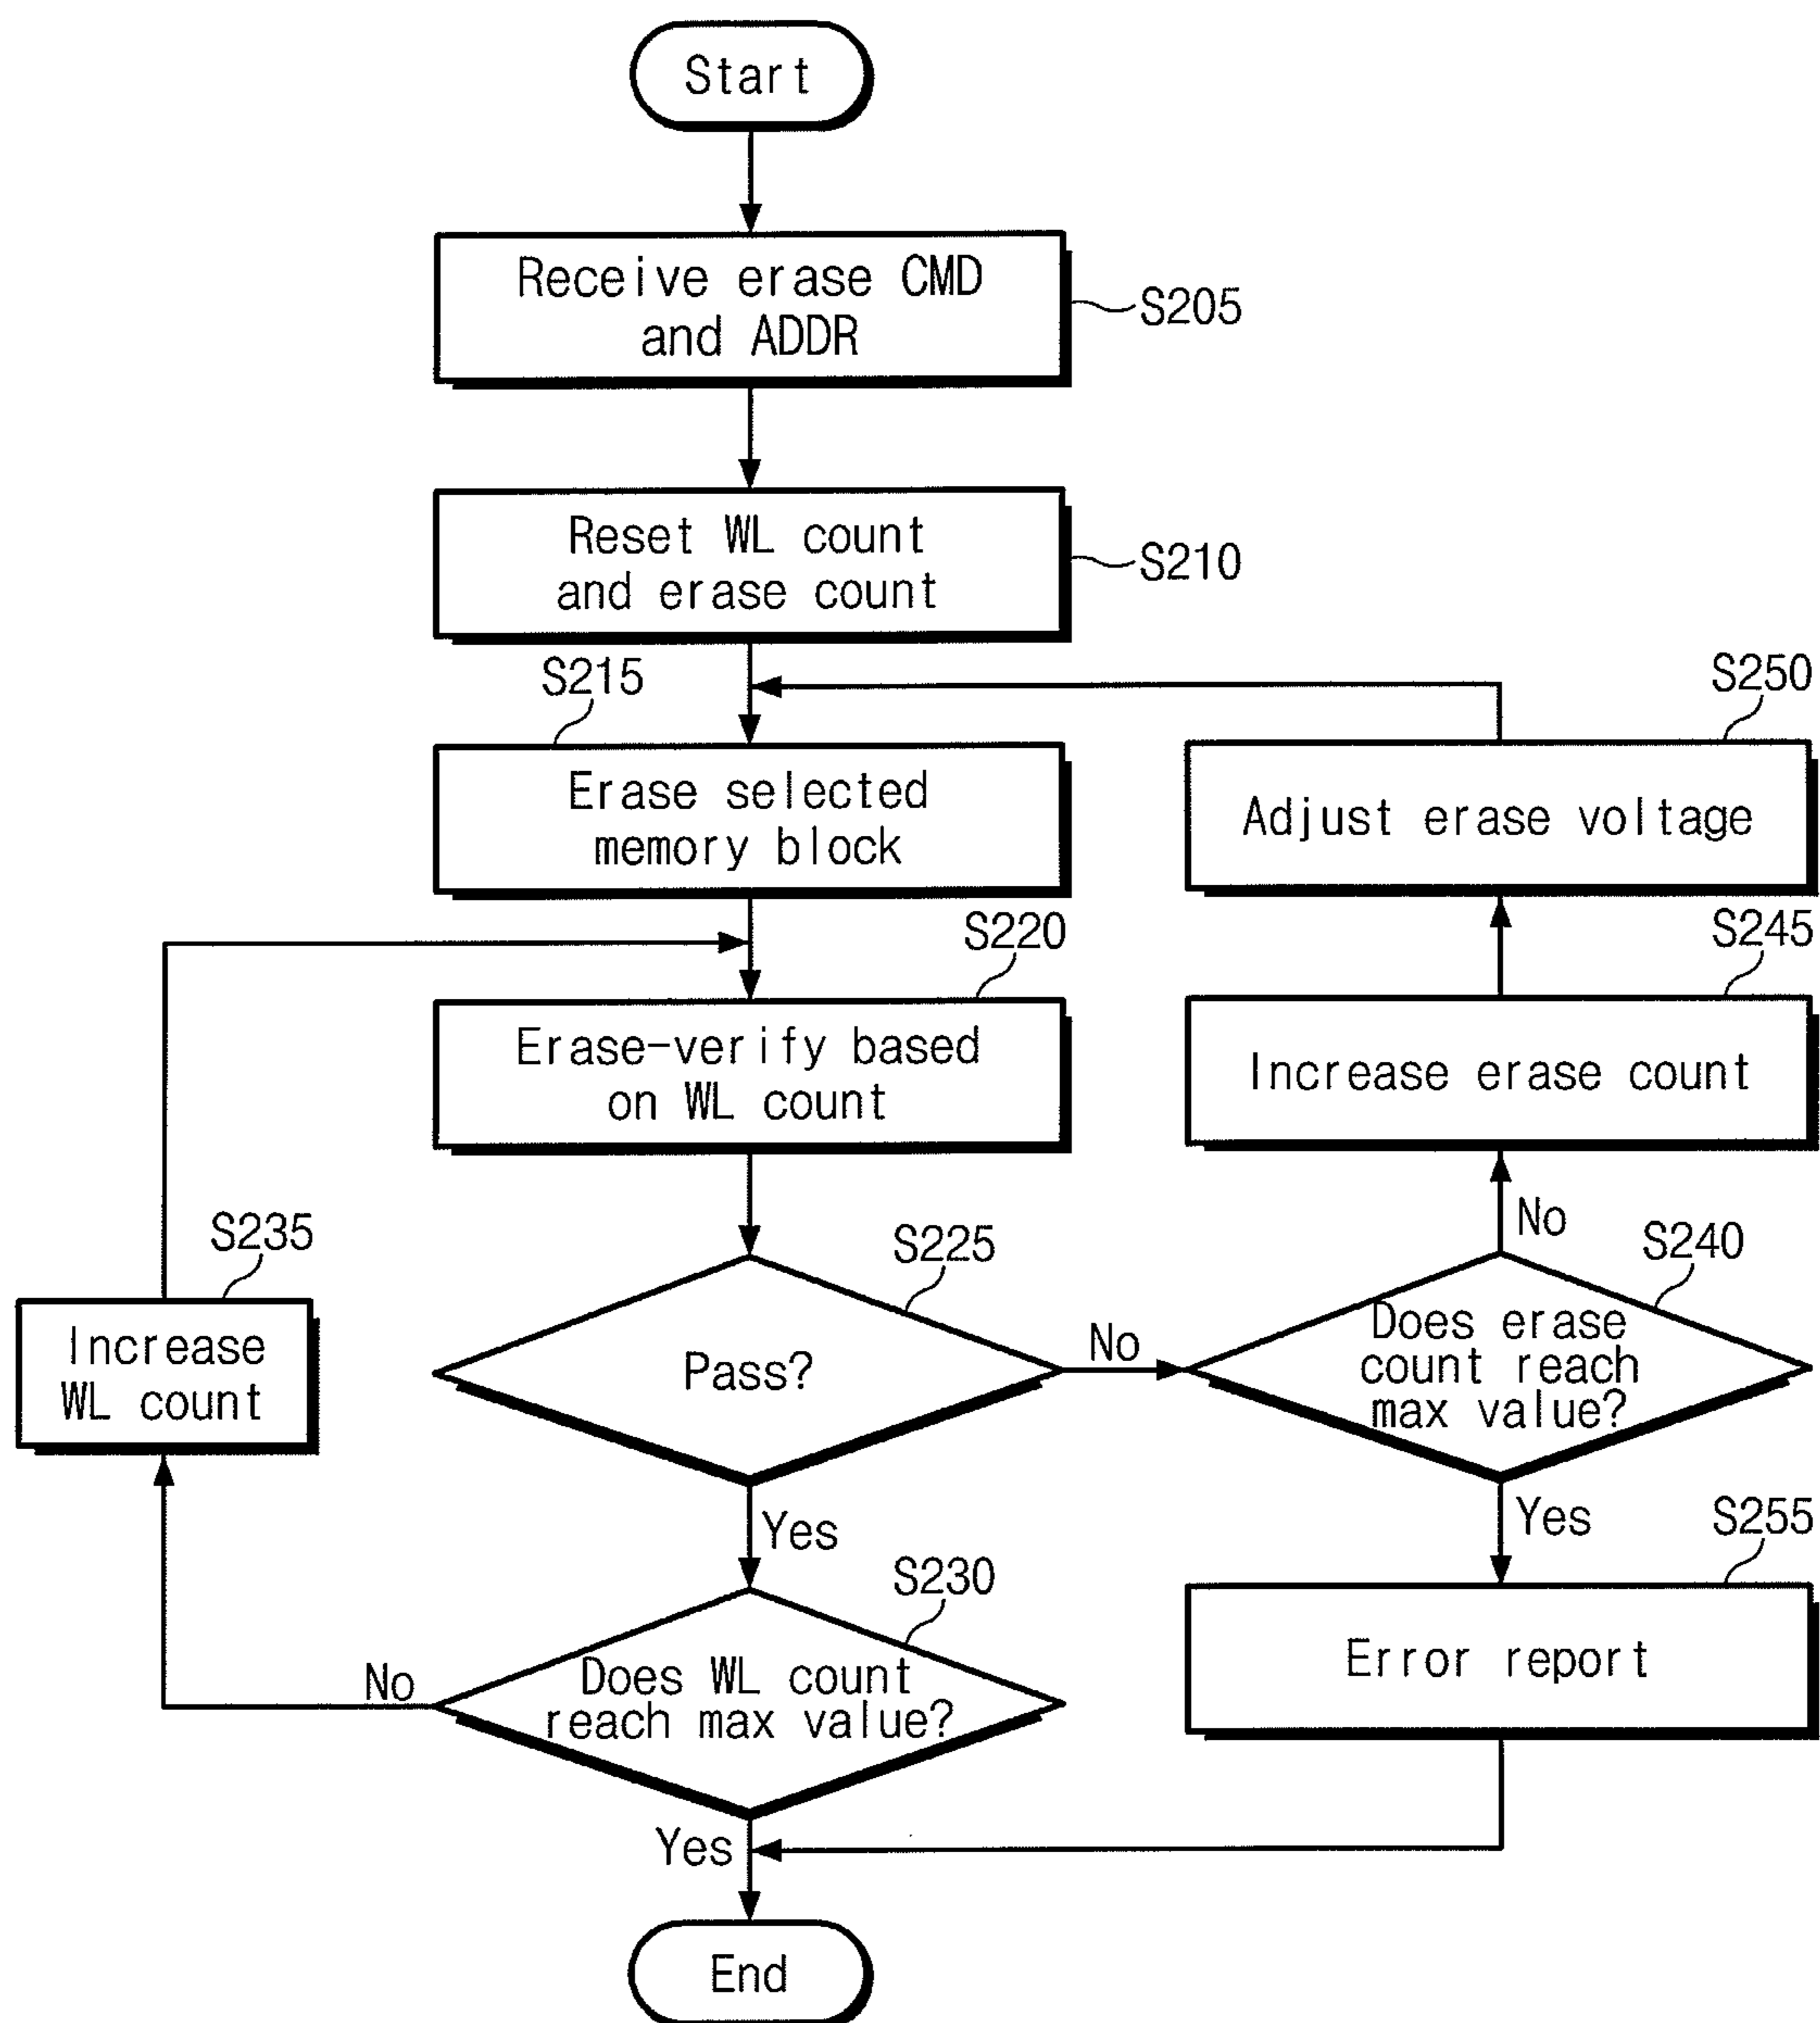 Start
Receive erase CMD
and ADDR
S205
Reset WL count
and erase count
S210
S215
Erase selected
memory block
S250
Adjust erase voltage
S220
Erase-verify based
on WL count
S245
Increase erase count
S235
Increase
WL count
S225
Pass?
No
No
S240
Does erase
count reach
max value?
Yes
Yes
S230
Does WL count
reach max value?
No
S255
Error report
Yes
End